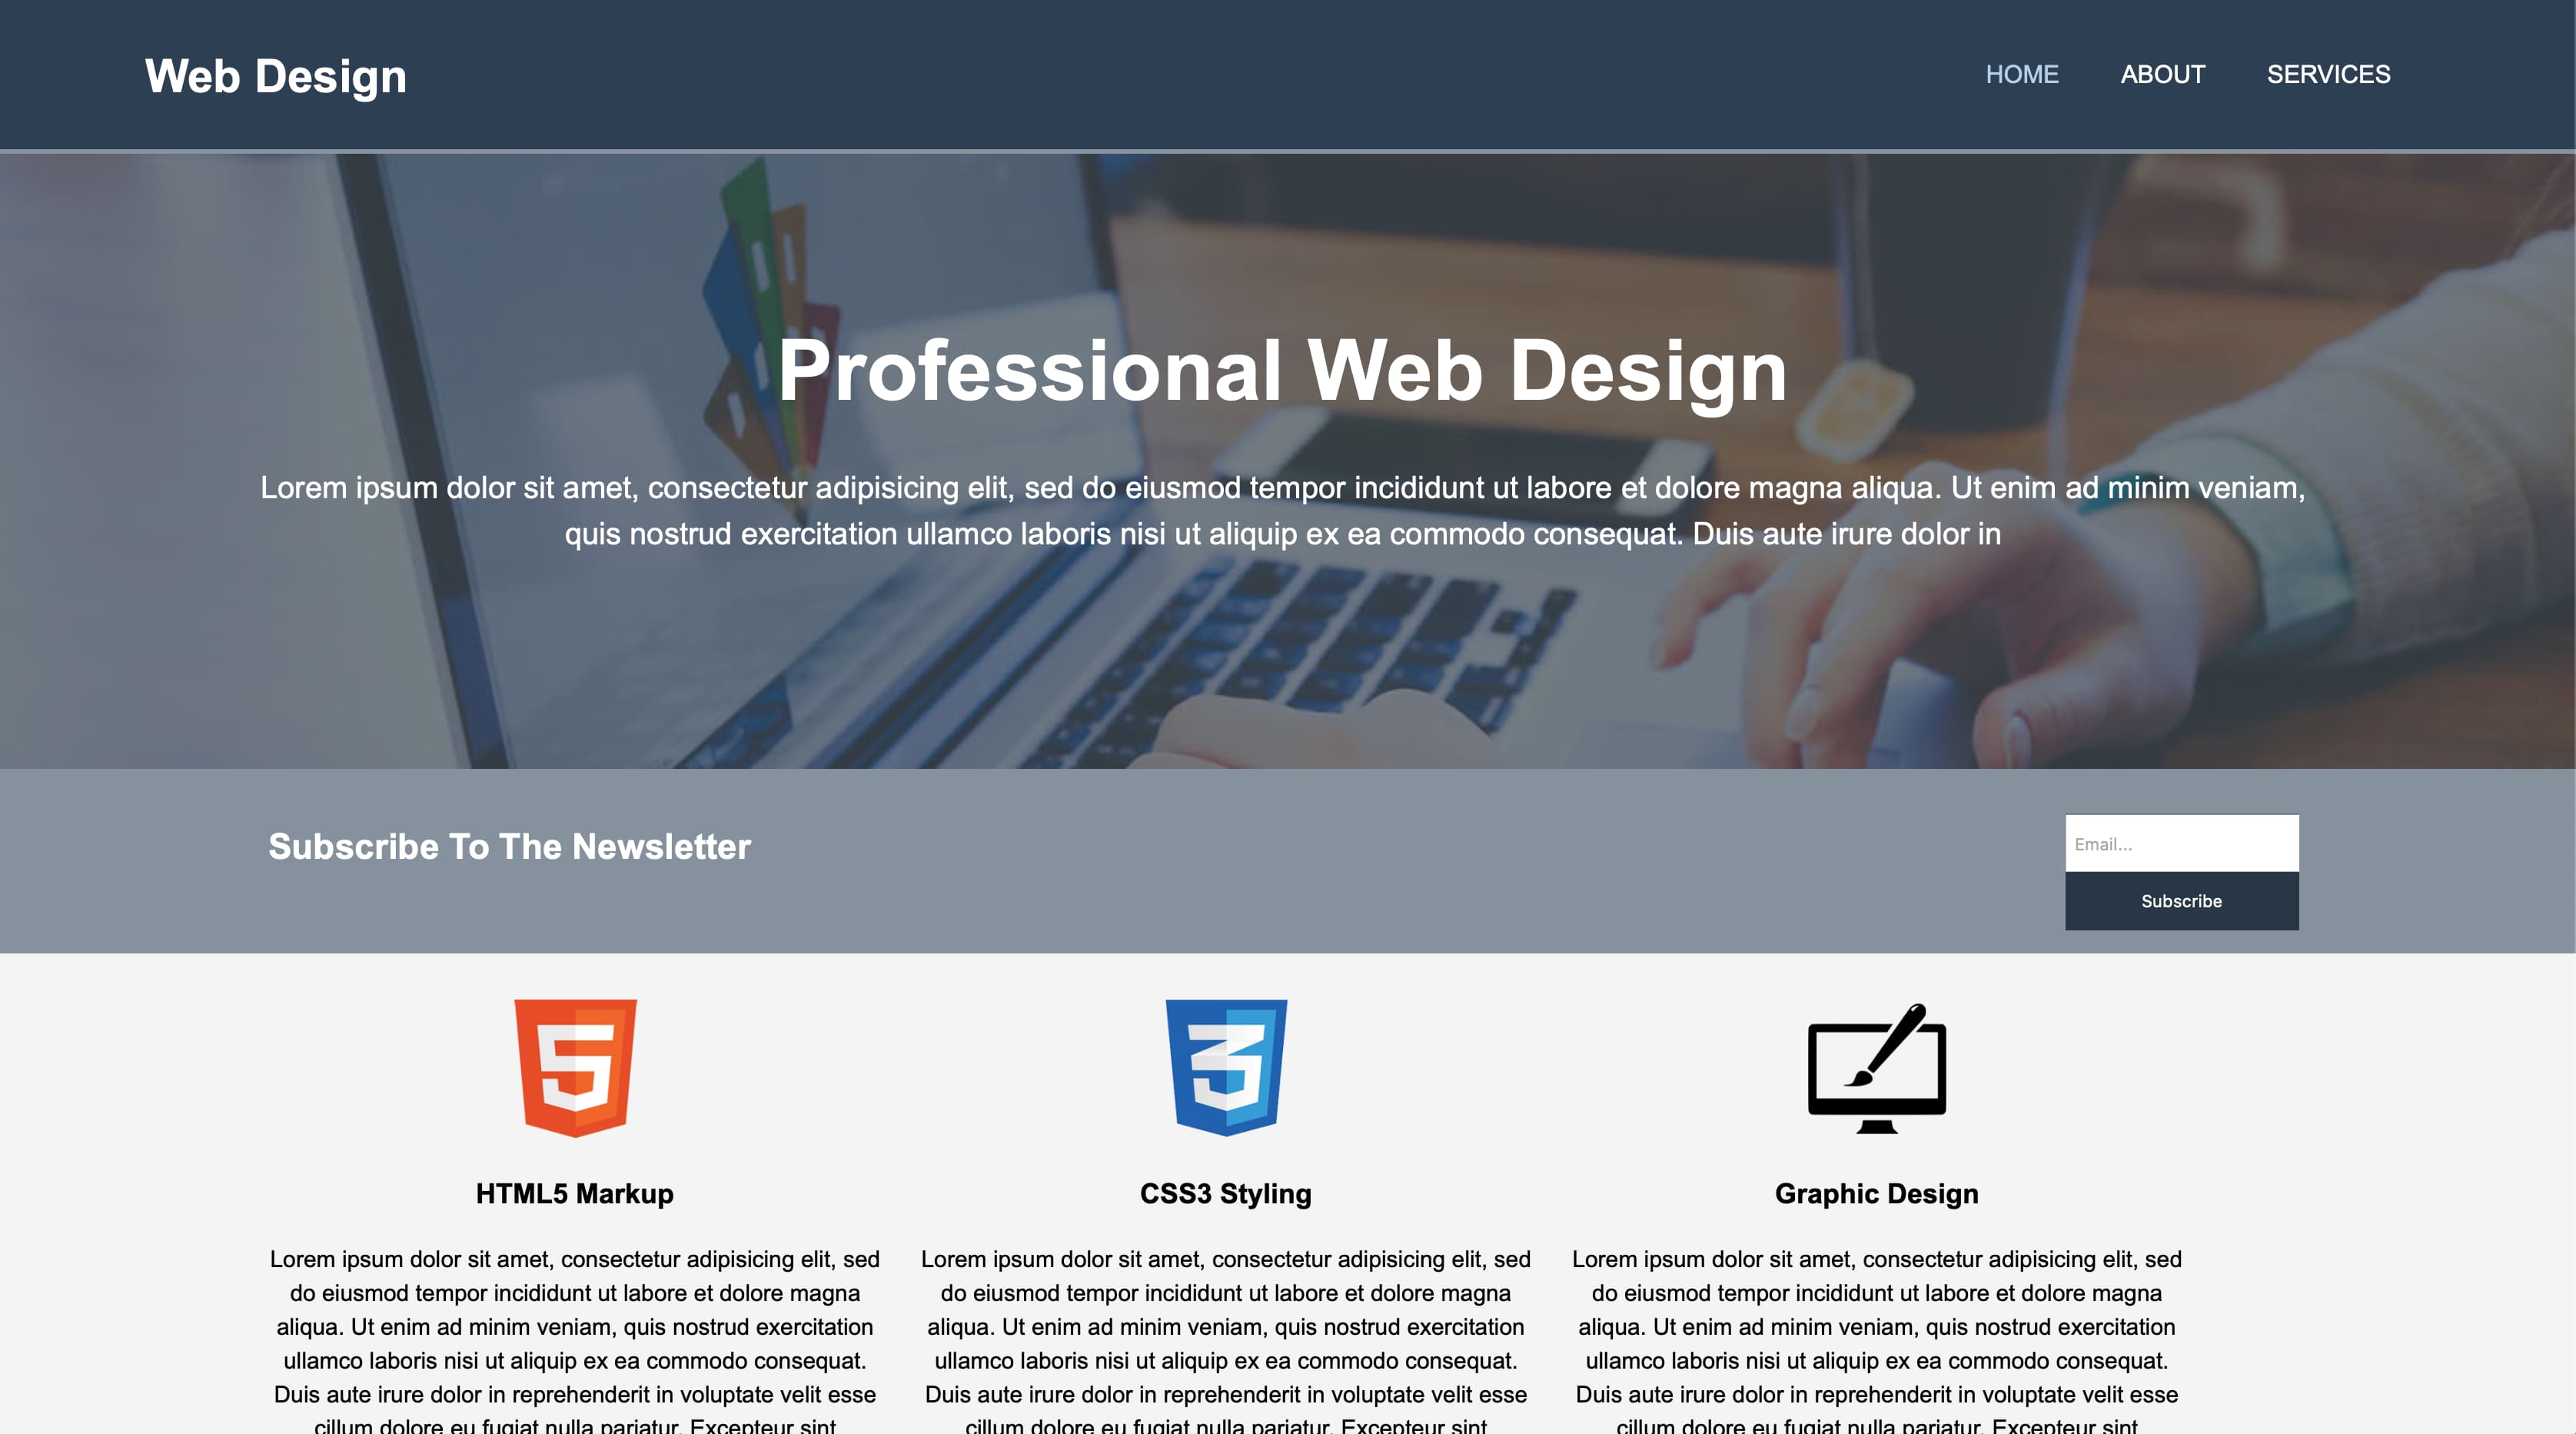 Web Design
HOME ABOUT SERVICES
Professional Web Design
Lorem ipsum dolor sit amet, consectetur adipisicing elit, sed do eiusmod tempor incididunt ut labore et dolore magna aliqua. Ut enim ad minim veniam,
quis nostrud exercitation ullamco laboris nisi ut aliquip ex ea commodo consequat. Duis aute irure dolor in
Subscribe To The Newsletter
Email...
Subscribe
HTML5 Markup
Lorem ipsum dolor sit amet, consectetur adipisicing elit, sed
do eiusmod tempor incididunt ut labore et dolore magna
aliqua. Ut enim ad minim veniam, quis nostrud exercitation
ullamco laboris nisi ut aliquip ex ea commodo consequat.
Duis aute irure dolor in reprehenderit in voluptate velit esse
cillum dolore eu fugiat nulla pariatur. Excepteur sint
CSS3 Styling
Lorem ipsum dolor sit amet, consectetur adipisicing elit, sed
do eiusmod tempor incididunt ut labore et dolore magna
aliqua. Ut enim ad minim veniam, quis nostrud exercitation
ullamco laboris nisi ut aliquip ex ea commodo consequat.
Duis aute irure dolor in reprehenderit in voluptate velit esse
cillum dolore eu fugiat nulla pariatur. Excepteur sint
Graphic Design
Lorem ipsum dolor sit amet, consectetur adipisicing elit, sed
do eiusmod tempor incididunt ut labore et dolore magna
aliqua. Ut enim ad minim veniam, quis nostrud exercitation
ullamco laboris nisi ut aliquip ex ea commodo consequat.
Duis aute irure dolor in reprehenderit in voluptate velit esse
cillum dolore eu fugiat nulla pariatur. Excepteur sint